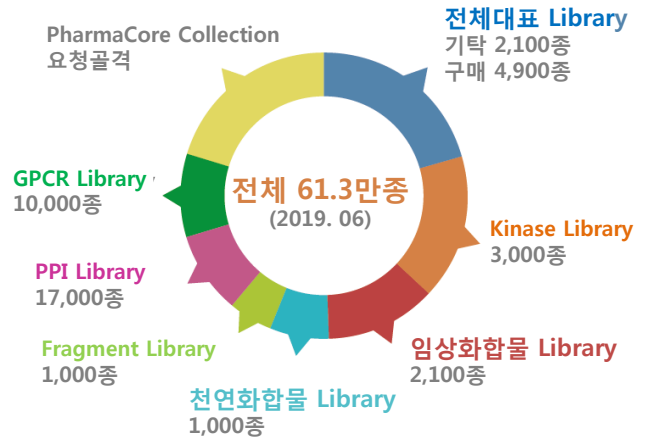 PharmaCore Collection
요청골격
전체대표 Library
기탁 2,100종
구매 4,900종
GPCR Library
10,000종
전체 61.3만종
(2019. 06)
Kinase Library
3,000종
PPI Library
17,000종
Fragment Library
1,000종
임상화합물 Library
2,100종
천연화합물 Library
1,000종